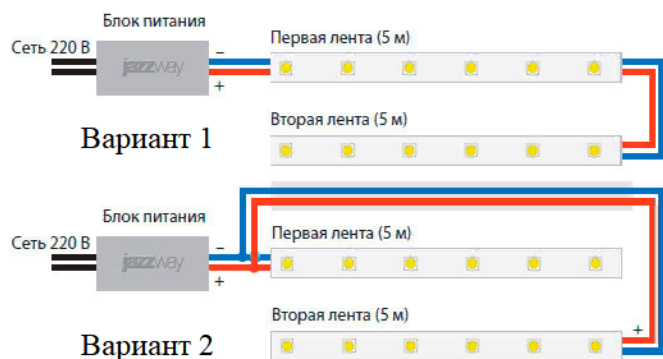 Блок питания
Сеть 220 В
jazzway
–
+
Первая лента (5 м)
Вторая лента (5 м)
Вариант 1
Блок питания
Сеть 220 В
jazzway
–
+
Первая лента (5 м)
Вторая лента (5 м)
+
Вариант 2